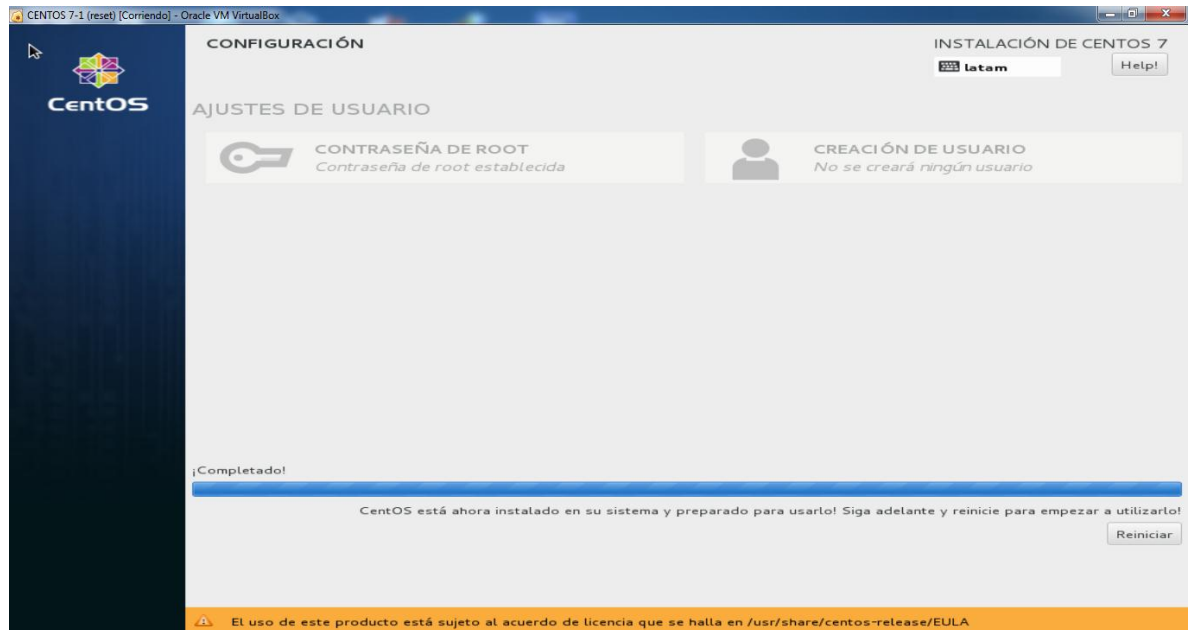 CENTOS 7-1 (reset) [Corriendo] - Oracle VM VirtualBox
CentOS
CONFIGURACIÓN
INSTALACIÓN DE CENTOS 7
latam
Help!
AJUSTES DE USUARIO
CONTRASEÑA DE ROOT
Contraseña de root establecida
CREACIÓN DE USUARIO
No se creará ningún usuario
¡Completado!
CentOS está ahora instalado en su sistema y preparado para usarlo! Siga adelante y reinicie para empezar a utilizarlo!
Reiniciar
El uso de este producto está sujeto al acuerdo de licencia que se halla en /usr/share/centos-release/EULA